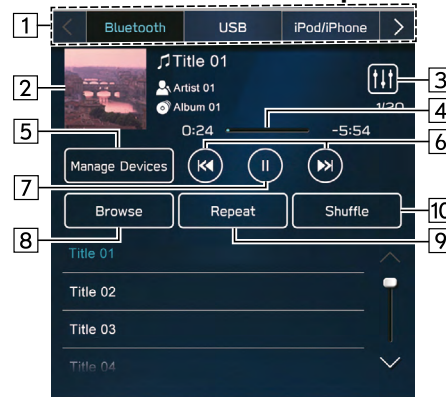 1 Bluetooth USB iPod/iPhone
2 Title 01 3
Artist 01
Album 01 1/20 4
5 0:24 -5:54 6
Manage Devices
7
Browse Repeat Shuffle 10
8 Title 01 9
Title 02
Title 03
Title 04